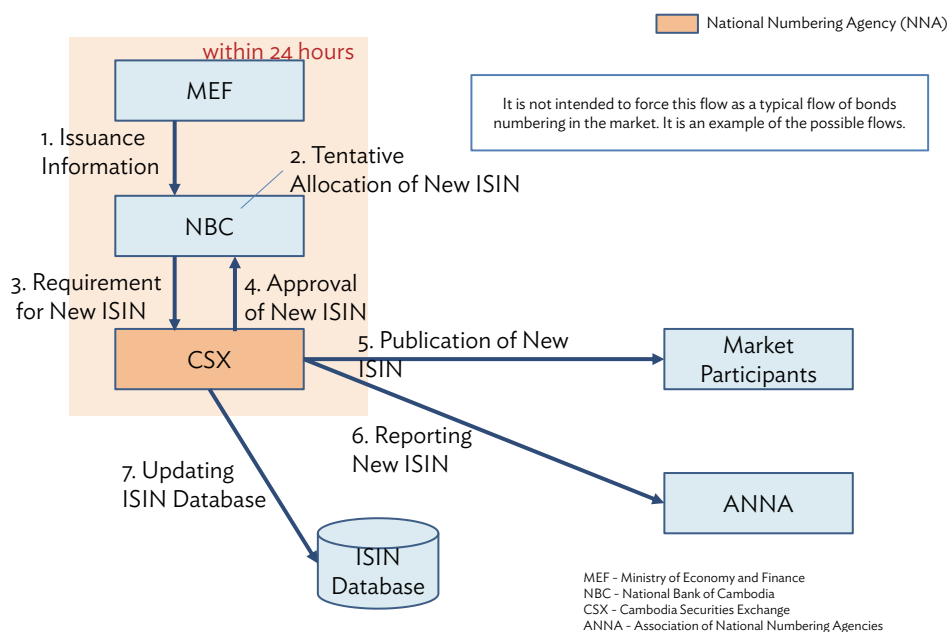 National Numbering Agency (NNA)
within 24 hours
MEF
It is not intended to force this flow as a typical flow of bonds
numbering in the market. It is an example of the possible flows.
1. Issuance
Information
2. Tentative
Allocation of New ISIN
NBC
3. Requirement
for New ISIN
4. Approval
of New ISIN
CSX
5. Publication of New
ISIN
Market
Participants
6. Reporting
New ISIN
7. Updating
ISIN Database
ANNA
ISIN
Database
MEF - Ministry of Economy and Finance
NBC - National Bank of Cambodia
CSX - Cambodia Securities Exchange
ANNA - Association of National Numbering Agencies